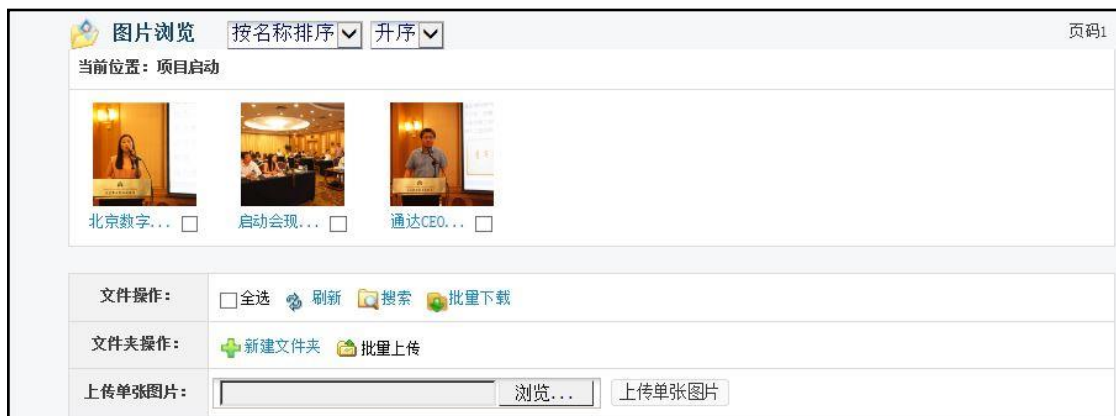 图片浏览 按名称排序 升序 页码1
当前位置：项目启动
北京数字... 启动会现... 通达CEO...
文件操作： 全选 刷新 搜索 批量下载
文件夹操作： 新建文件夹 批量上传
上传单张图片： 浏览... 上传单张图片